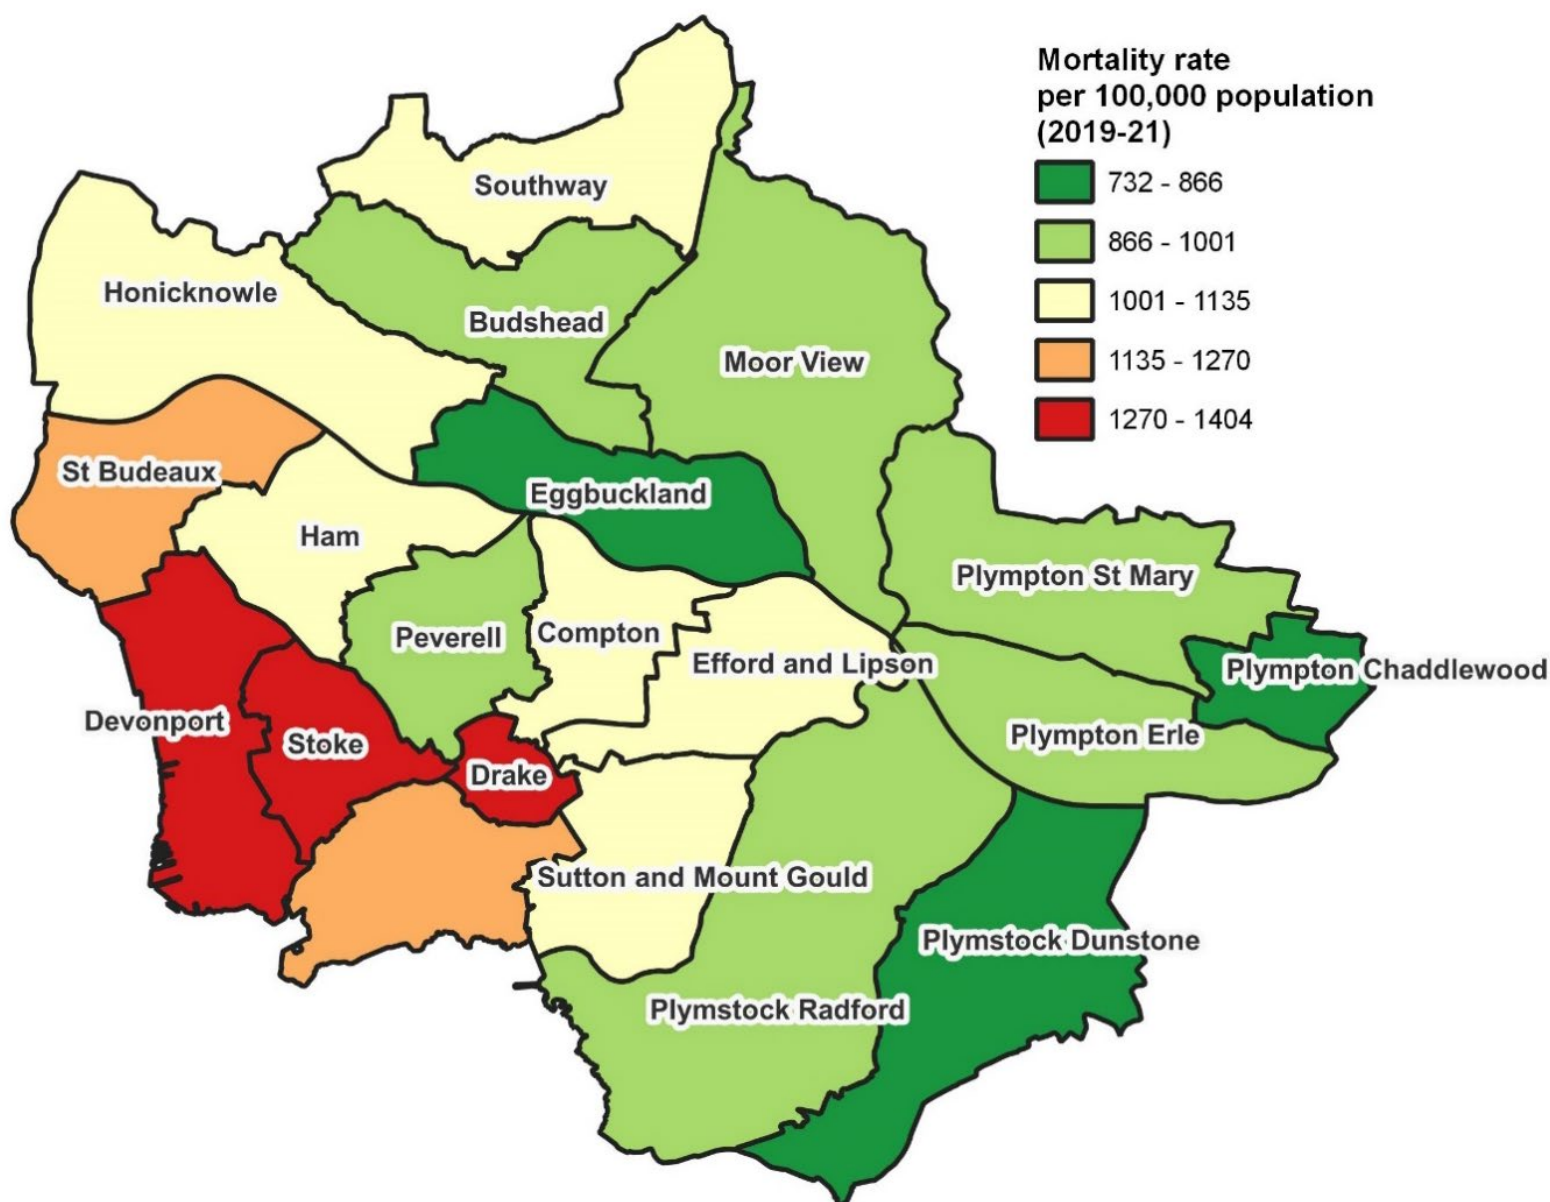 Mortality rate
per 100,000 population
(2019-21)
732 - 866
866 - 1001
1001 - 1135
1135 - 1270
1270 - 1404
Southway
Honicknowle
Budshead
Moor View
St Budeaux
Eggbuckland
Ham
Plympton St Mary
Peverell
Compton
Efford and Lipson
Plympton Chaddlewood
Devonport
Stoke
Plympton Erle
Drake
Sutton and Mount Gould
Plymstock Dunstone
Plymstock Radford